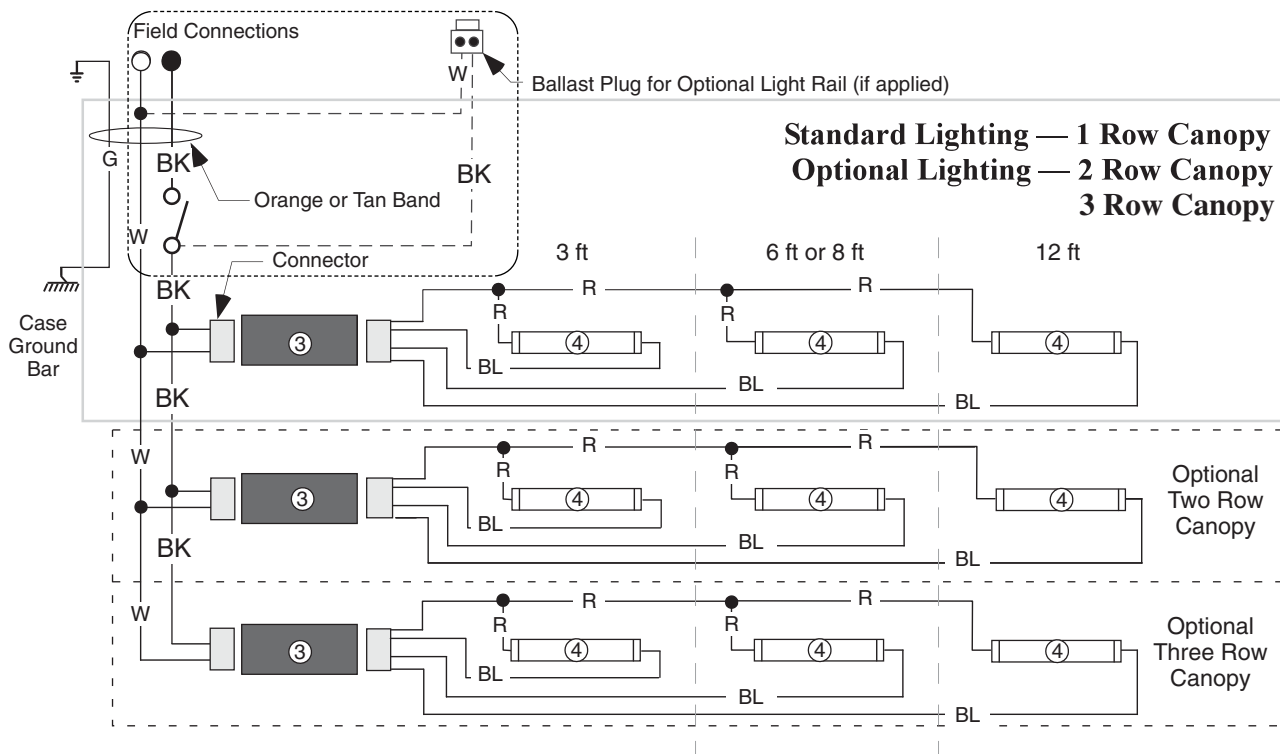 Field Connections
W
Ballast Plug for Optional Light Rail (if applied)
Standard Lighting — 1 Row Canopy
Optional Lighting — 2 Row Canopy
3 Row Canopy
G
BK
BK
Orange or Tan Band
W
3 ft
6 ft or 8 ft
12 ft
Connector
BK
R
R
R
R
Case
Ground
Bar
3
4
4
4
BL
BL
BL
BK
W
R
R
R
R
3
4
4
4
BL
BL
BL
Optional
Two Row
Canopy
BK
W
R
R
R
R
3
4
4
4
BL
BL
BL
Optional
Three Row
Canopy